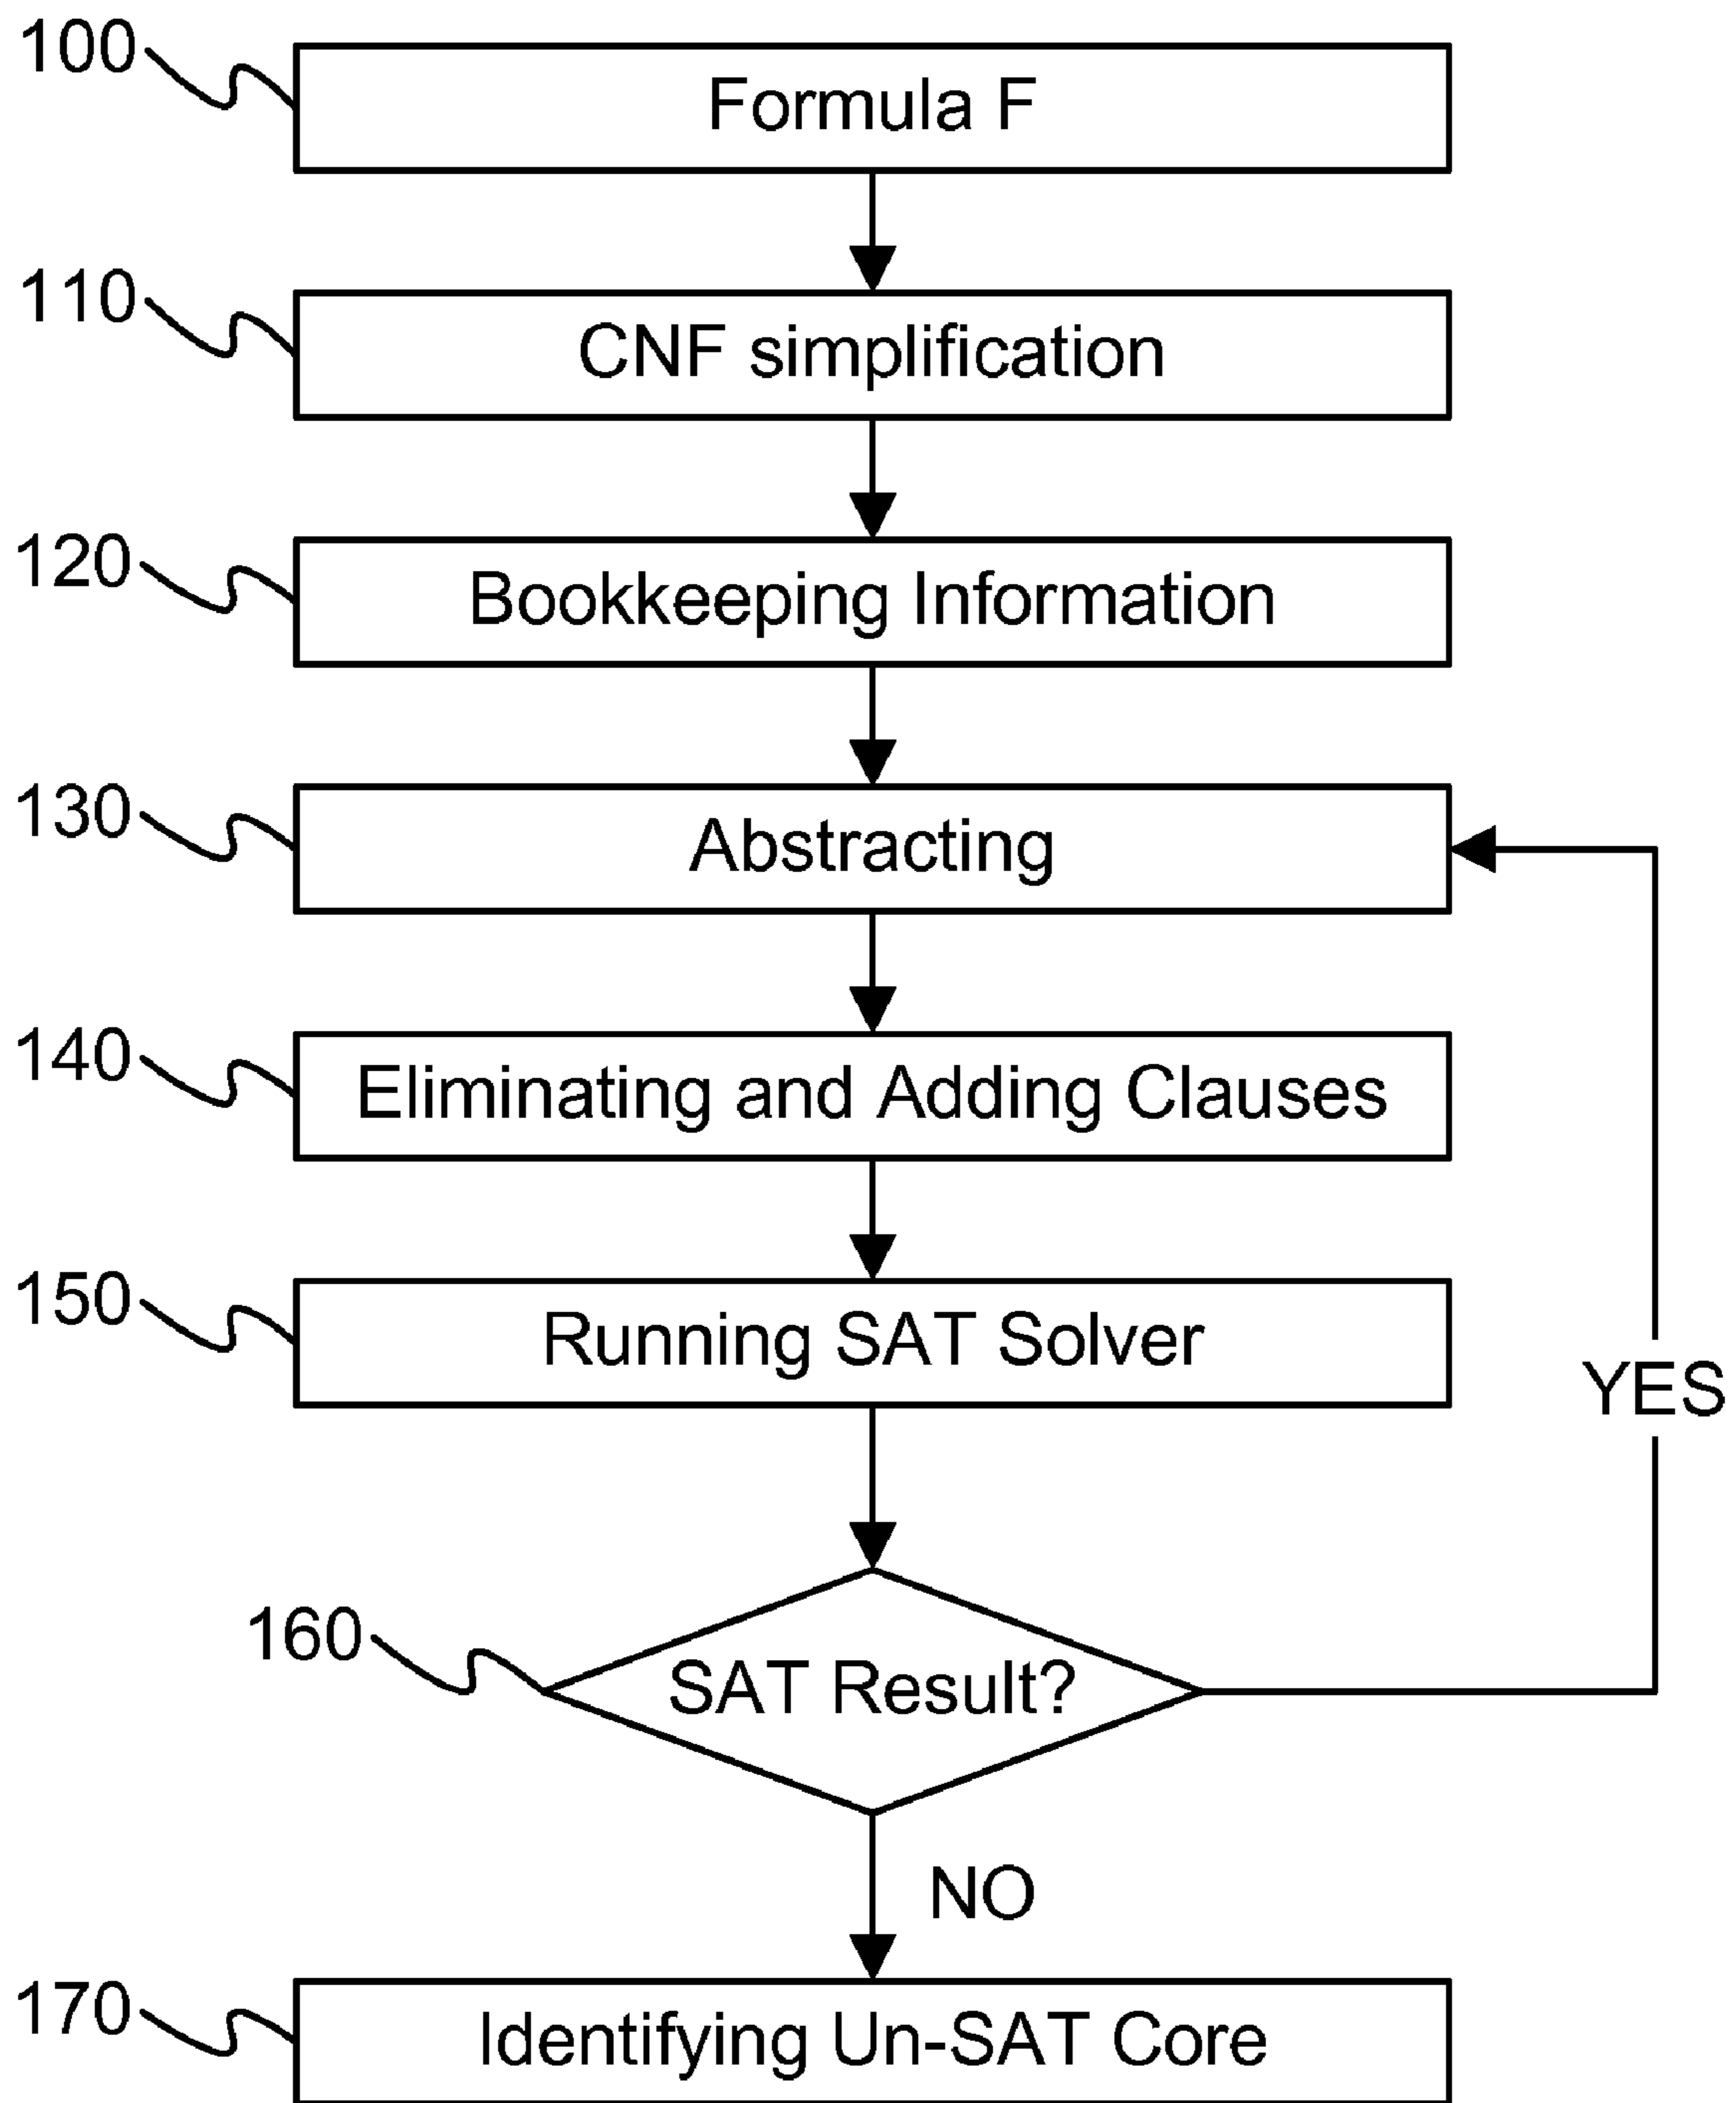 100
Formula F
110
CNF simplification
120
Bookkeeping Information
130
Abstracting
140
Eliminating and Adding Clauses
150
Running SAT Solver
YES
160
SAT Result?
NO
170
Identifying Un-SAT Core